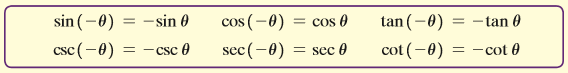 sin(−θ) = −sin θ cos(−θ) = cos θ tan(−θ) = −tan θ
csc(−θ) = −csc θ sec(−θ) = sec θ cot(−θ) = −cot θ